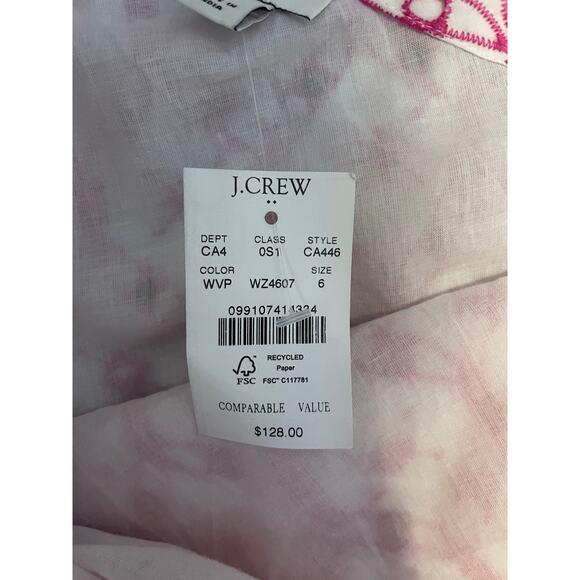 J.CREW
DEPT CLASS STYLE
CA4 0S1 CA446
COLOR SIZE
WVP WZ4607 6
099107414324
RECYCLED
Paper
FSC FSC® C117781
COMPARABLE VALUE
$128.00